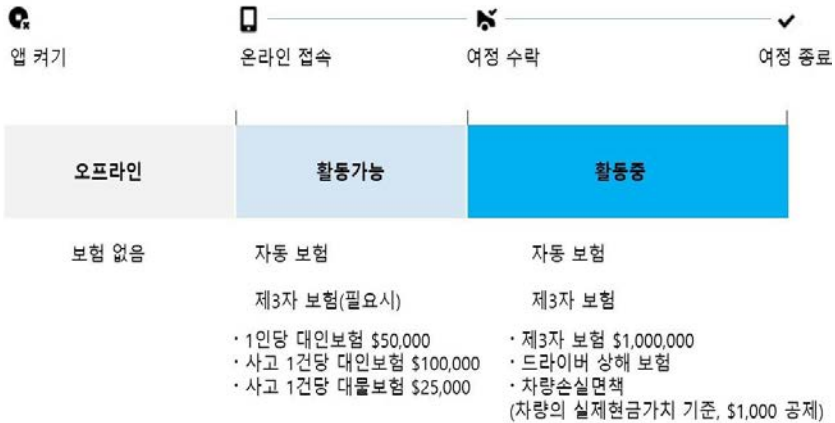 앱 켜기
온라인 접속
여정 수락
여정 종료
오프라인
활동가능
활동중
보험 없음
자동 보험
제3자 보험(필요시)
· 1인당 대인보험 $50,000
· 사고 1건당 대인보험 $100,000
· 사고 1건당 대물보험 $25,000
자동 보험
제3자 보험
· 제3자 보험 $1,000,000
· 드라이버 상해 보험
· 차량손실면책
(차량의 실제현금가치 기준, $1,000 공제)